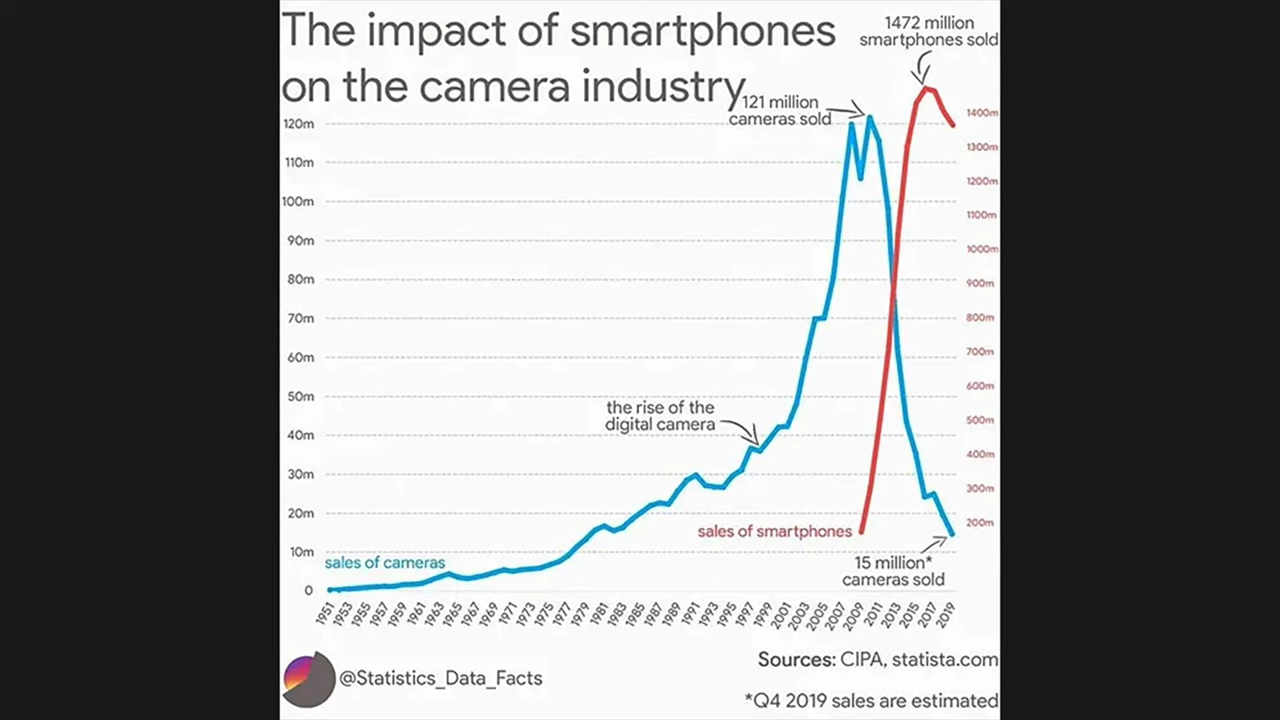 The impact of smartphones
on the camera industry
1472 million
smartphones sold
121 million
cameras sold
120m
110m
100m
90m
80m
70m
60m
50m
40m
30m
20m
10m
0
1400m
1300m
1200m
1100m
1000m
900m
800m
700m
600m
500m
400m
300m
200m
the rise of the
digital camera
sales of smartphones
sales of cameras
15 million*
cameras sold
1951 1953 1955 1957 1959 1961 1963 1965 1967 1969 1971 1973 1975 1977 1979 1981 1983 1985 1987 1989 1991 1993 1995 1997 1999 2001 2003 2005 2007 2009 2011 2013 2015 2017 2019
@Statistics_Data_Facts
Sources: CIPA, statista.com
*Q4 2019 sales are estimated